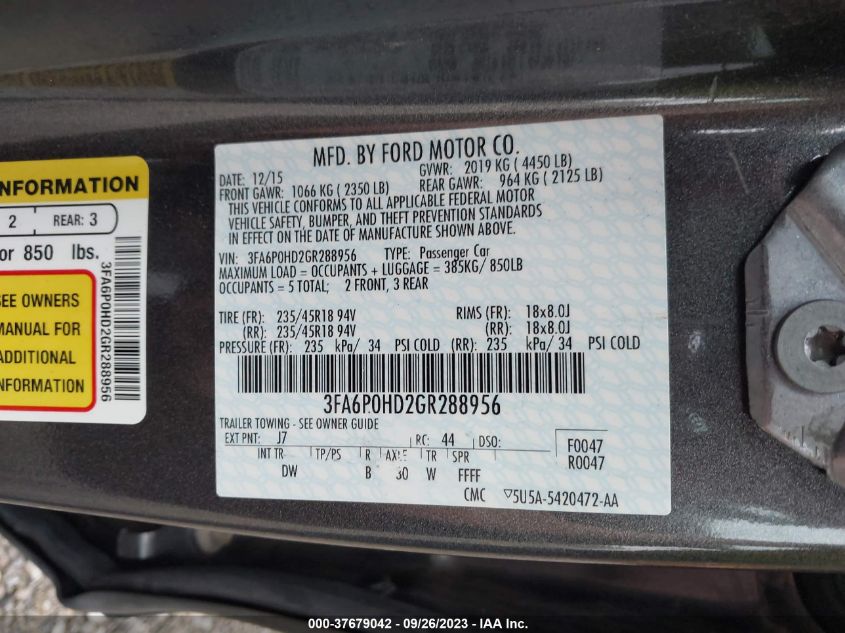 NFORMATION
2 REAR: 3
or 850 lbs.
SEE OWNERS
MANUAL FOR
ADDITIONAL
INFORMATION
3FA6P0HD2GR288956
MFD. BY FORD MOTOR CO.
DATE: 12/15 GVWR: 2019 KG ( 4450 LB)
FRONT GAWR: 1066 KG ( 2350 LB) REAR GAWR: 964 KG ( 2125 LB)
THIS VEHICLE CONFORMS TO ALL APPLICABLE FEDERAL MOTOR
VEHICLE SAFETY, BUMPER, AND THEFT PREVENTION STANDARDS
IN EFFECT ON THE DATE OF MANUFACTURE SHOWN ABOVE.
VIN: 3FA6P0HD2GR288956 TYPE: Passenger Car
MAXIMUM LOAD = OCCUPANTS + LUGGAGE = 385KG/ 850LB
OCCUPANTS = 5 TOTAL; 2 FRONT, 3 REAR
TIRE (FR): 235/45R18 94V RIMS (FR): 18x8.0J
(RR): 235/45R18 94V (RR): 18x8.0J
PRESSURE (FR): 235 kPa/ 34 PSI COLD (RR): 235 kPa/ 34 PSI COLD
3FA6P0HD2GR288956
TRAILER TOWING - SEE OWNER GUIDE
EXT PNT: J7 RC: 44 DSO: F0047
INT TR TP/PS R AXLE TR SPR R0047
DW B 30 W FFFF
CMC ▽5U5A-5420472-AA
000-37679042 / 09/26/2023 / IAA Inc.